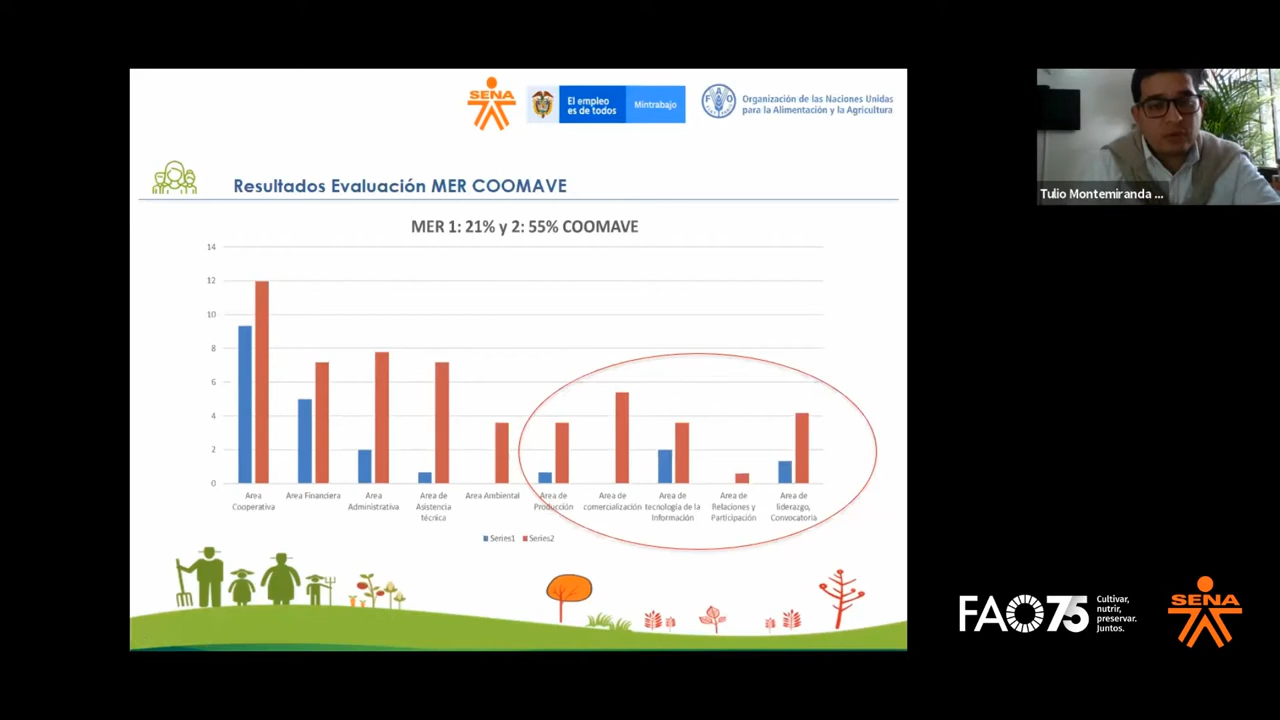 SENA
El empleo
es de todos
Mintrabajo
FAO
Organización de las Naciones Unidas
para la Alimentación y la Agricultura
Tulio Montemiranda ...
Resultados Evaluación MER COOMAVE
MER 1: 21% y 2: 55% COOMAVE
14
12
10
8
6
4
2
0
Area
Cooperativa
Area Financiera
Area
Administrativa
Area de
Asistencia
técnica
Area Ambiental
Area de
Producción
Area de
comercialización
Area de
tecnología de la
Información
Area de
Relaciones y
Participación
Area de
liderazgo,
Convocatoria
Series1
Series2
FAO75
Cultivar,
nutrir,
preservar.
Juntos.
SENA